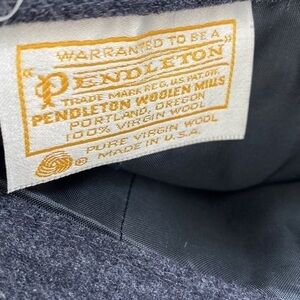 WARRANTED TO BE A
"PENDLETON"
TRADE MARK REG. U.S. PAT. OFF.
PENDLETON WOOLEN MILLS
PORTLAND, OREGON
100% VIRGIN WOOL
PURE VIRGIN WOOL
® MADE IN U.S.A.